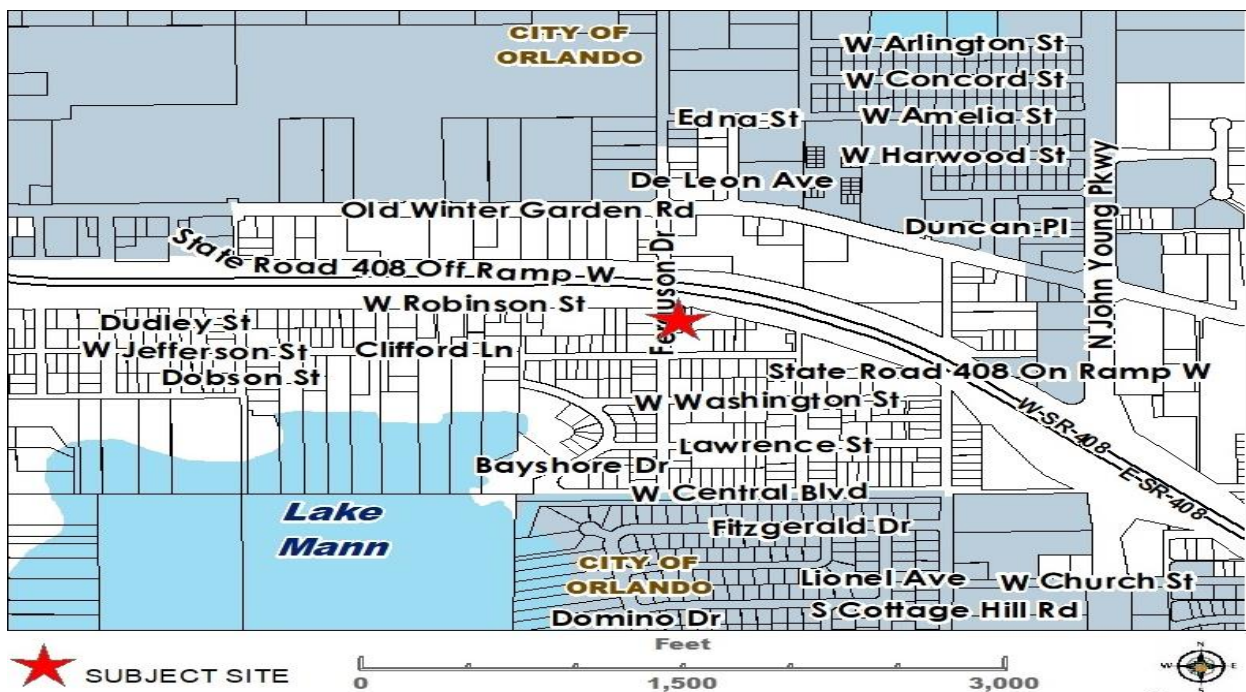 CITY OF
ORLANDO
W Arlington St
W Concord St
Edna St
W Amelia St
W Harwood St
De Leon Ave
Old Winter Garden Rd
Duncan Pl
N John Young Pkwy
State Road 408 Off Ramp W
Ferguson Dr
W Robinson St
Dudley St
W Jefferson St
Clifford Ln
Dobson St
State Road 408 On Ramp W
W Washington St
W-SR-408
Lawrence St
Bayshore Dr
E-SR-408
W Central Blvd
Lake
Mann
Fitzgerald Dr
CITY OF
ORLANDO
Lionel Ave
W Church St
S Cottage Hill Rd
Domino Dr
SUBJECT SITE
Feet
0
1,500
3,000
N
W
E
S